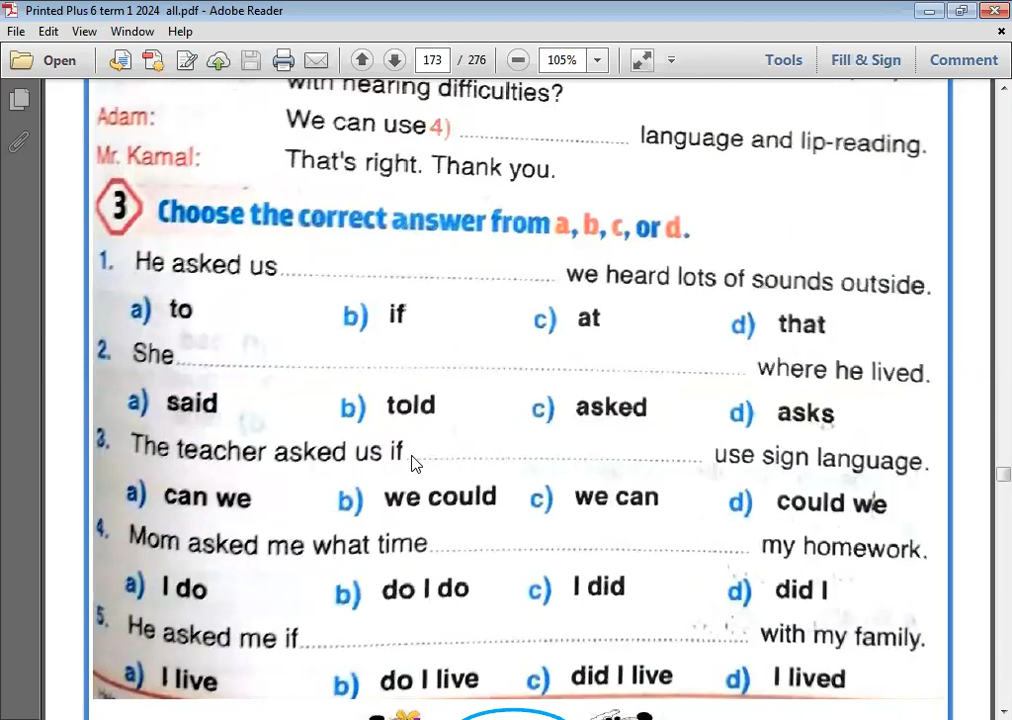 Printed Plus 6 term 1 2024 all.pdf - Adobe Reader
File Edit View Window Help
Open 173 / 276 105% Tools Fill & Sign Comment
with hearing difficulties?
Adam: We can use 4) .............................. language and lip-reading.
Mr. Kamal: That's right. Thank you.
3 Choose the correct answer from a, b, c, or d.
1. He asked us .............................. we heard lots of sounds outside.
a) to b) if c) at d) that
2. She .............................. where he lived.
a) said b) told c) asked d) asks
3. The teacher asked us if .............................. use sign language.
a) can we b) we could c) we can d) could we
4. Mom asked me what time .............................. my homework.
a) I do b) do I do c) I did d) did I
5. He asked me if .............................. with my family.
a) I live b) do I live c) did I live d) I lived